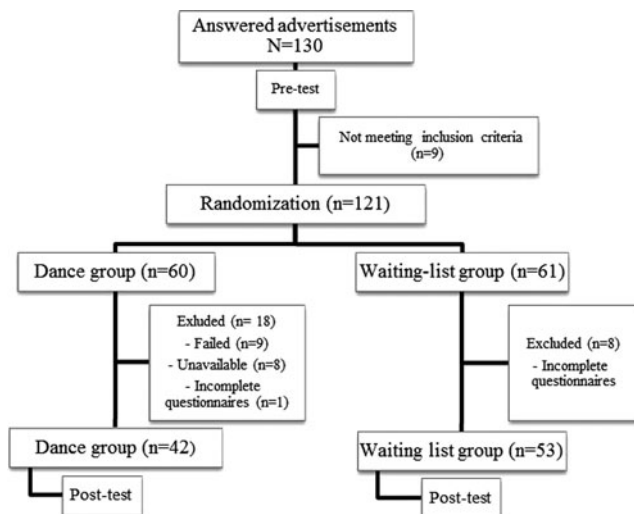 Answered advertisements
N=130
Pre-test
Not meeting inclusion criteria
(n=9)
Randomization (n=121)
Dance group (n=60)
Waiting-list group (n=61)
Exluded (n= 18)
- Failed (n=9)
- Unavailable (n=8)
- Incomplete
questionnaires (n=1)
Excluded (n=8)
- Incomplete
questionnaires
Dance group (n=42)
Waiting list group (n=53)
Post-test
Post-test